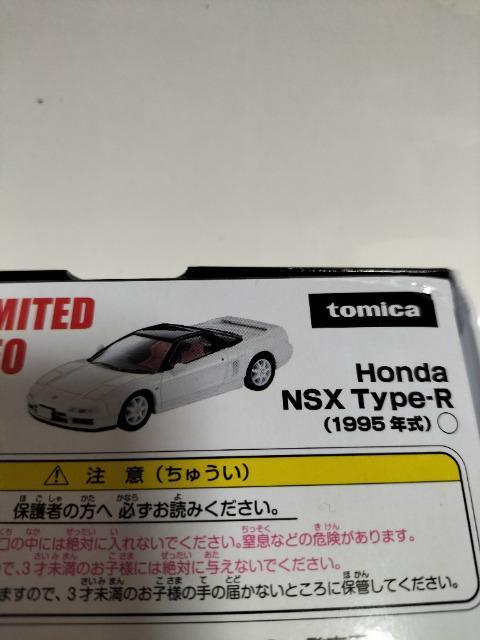 MITED
tomica
Honda
NSX Type-R
(1995年式)
注 意 (ちゅうい)
保護者の方へ 必ずお読みください。
口の中には絶対に入れないでください。窒息などの危険があります。
で、3才未満のお子様には絶対に与えないでください。
ますので、3才未満のお子様の手の届かないところに保管してください。